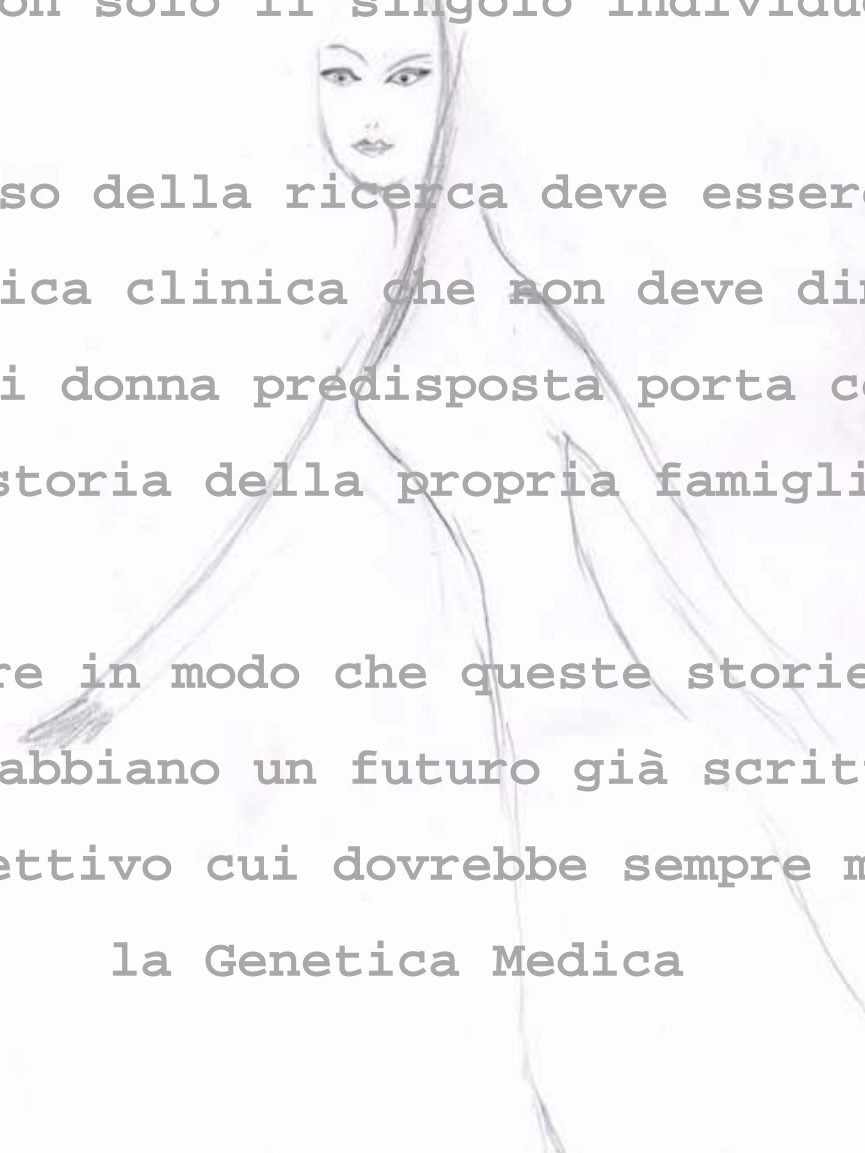 on solo il singolo individu
so della ricerca deve esser
ica clinica che non deve di
i donna predisposta porta c
storia della propria famigli
re in modo che queste storie
abbiano un futuro già scrit
ettivo cui dovrebbe sempre m
la Genetica Medica